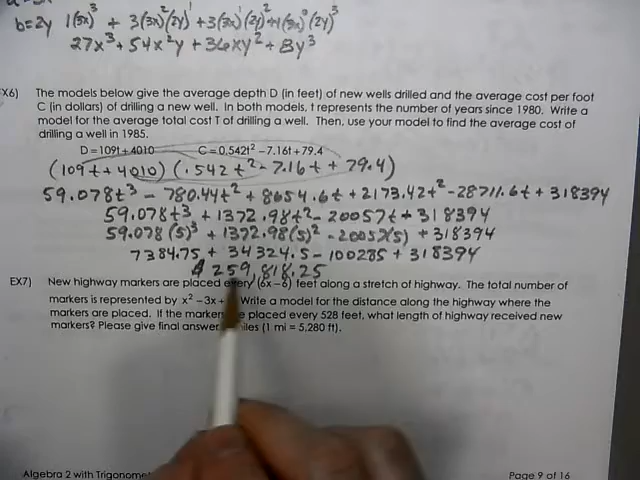 b=2y 1(3x)³ + 3(3x)²(2y)¹ + 3(3x)¹(2y)² + 1(3x)⁰(2y)³
27x³ + 54x²y + 36xy² + 8y³
EX6) The models below give the average depth D (in feet) of new wells drilled and the average cost per foot
C (in dollars) of drilling a new well. In both models, t represents the number of years since 1980. Write a
model for the average total cost T of drilling a well. Then, use your model to find the average cost of
drilling a well in 1985.
D = 109t + 4010 C = 0.542t² – 7.16t + 79.4
(109t + 4010)(.542t² - 7.16t + 79.4)
59.078t³ - 780.44t² + 8654.6t + 2173.42t² - 28711.6t + 318394
59.078t³ + 1392.98t² - 20057t + 318394
59.078(5)³ + 1392.98(5)² - 20057(5) + 318394
7384.75 + 34324.5 - 100285 + 318394
$259,818.25
EX7) New highway markers are placed every (6x – 6) feet along a stretch of highway. The total number of
markers is represented by x² – 3x + Write a model for the distance along the highway where the
markers are placed. If the markers placed every 528 feet, what length of highway received new
markers? Please give final answer miles (1 mi = 5,280 ft).
Algebra 2 with Page 9 of 16